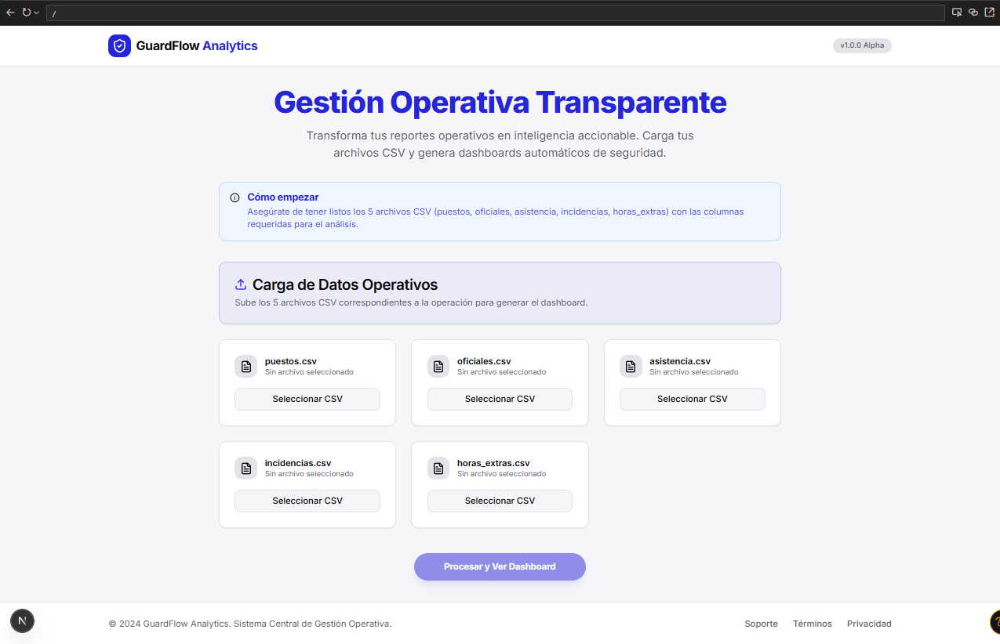 /
GuardFlow Analytics
v1.0.0 Alpha
Gestión Operativa Transparente
Transforma tus reportes operativos en inteligencia accionable. Carga tus
archivos CSV y genera dashboards automáticos de seguridad.
Cómo empezar
Asegúrate de tener listos los 5 archivos CSV (puestos, oficiales, asistencia, incidencias, horas_extras) con las columnas
requeridas para el análisis.
Carga de Datos Operativos
Sube los 5 archivos CSV correspondientes a la operación para generar el dashboard.
puestos.csv
Sin archivo seleccionado
Seleccionar CSV
oficiales.csv
Sin archivo seleccionado
Seleccionar CSV
asistencia.csv
Sin archivo seleccionado
Seleccionar CSV
incidencias.csv
Sin archivo seleccionado
Seleccionar CSV
horas_extras.csv
Sin archivo seleccionado
Seleccionar CSV
Procesar y Ver Dashboard
N
© 2024 GuardFlow Analytics. Sistema Central de Gestión Operativa.
Soporte
Términos
Privacidad